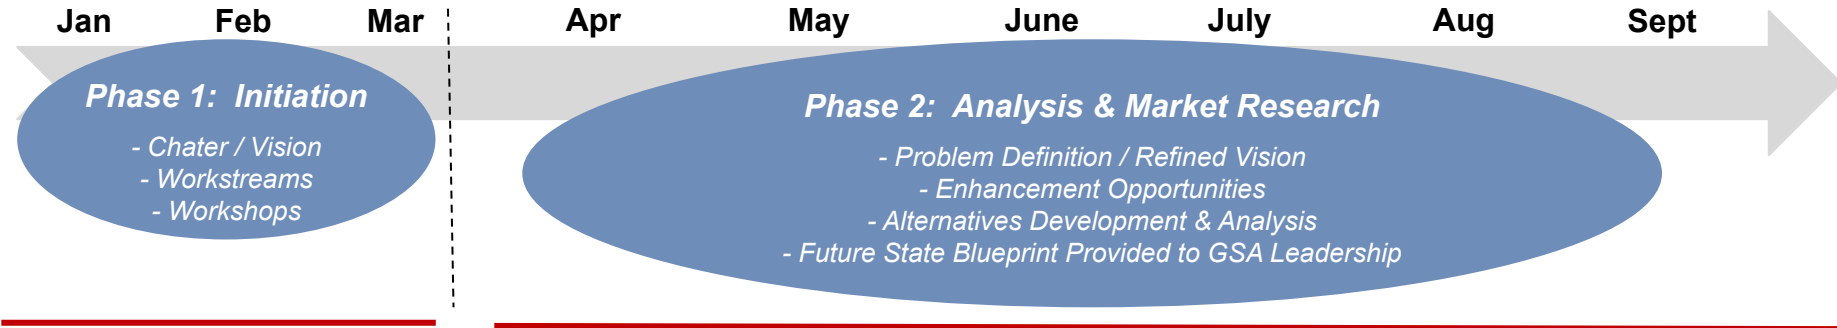 Jan Feb Mar Apr May June July Aug Sept
Phase 1: Initiation
- Chater / Vision
- Workstreams
- Workshops
Phase 2: Analysis & Market Research
- Problem Definition / Refined Vision
- Enhancement Opportunities
- Alternatives Development & Analysis
- Future State Blueprint Provided to GSA Leadership